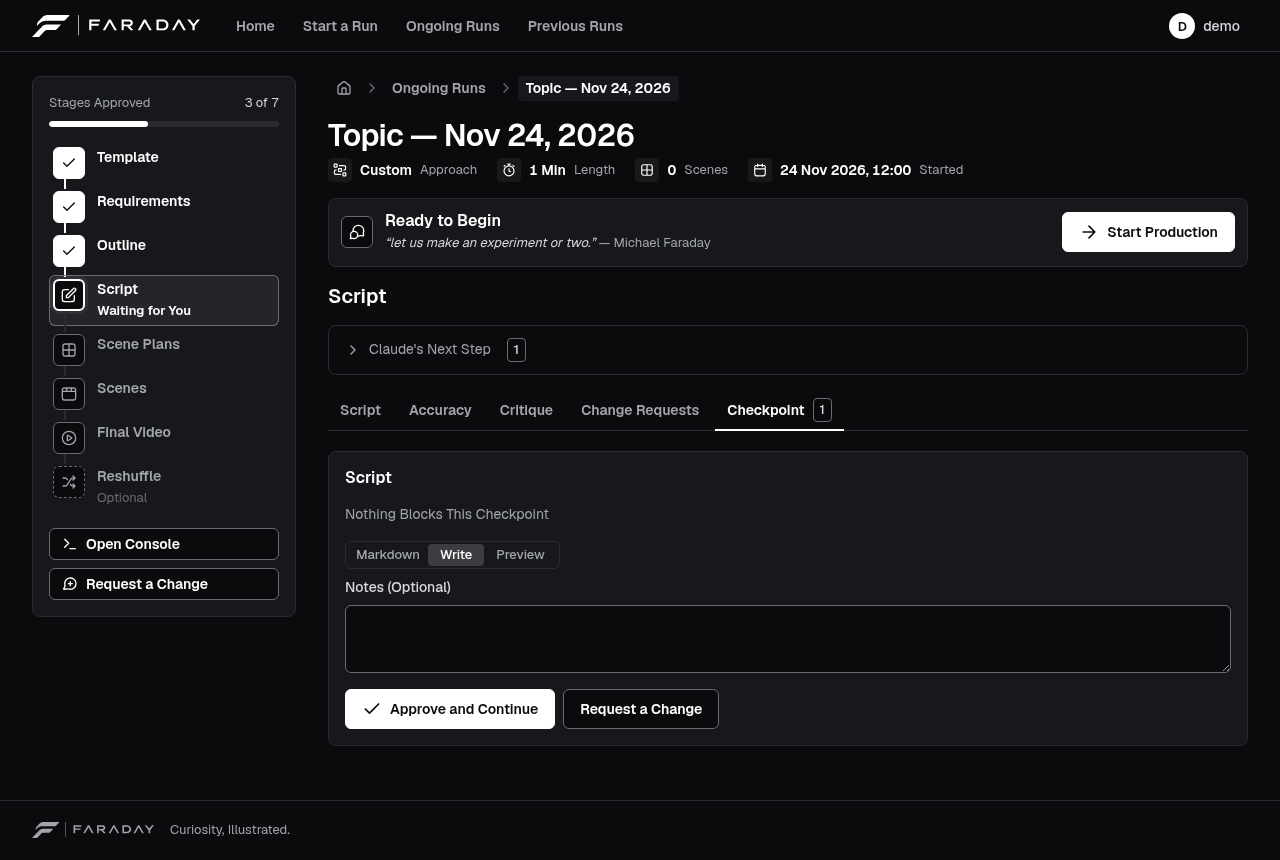 FARADAY
Home
Start a Run
Ongoing Runs
Previous Runs
D
demo
Stages Approved
3 of 7
Template
Requirements
Outline
Script
Waiting for You
Scene Plans
Scenes
Final Video
Reshuffle
Optional
Open Console
Request a Change
Ongoing Runs
Topic — Nov 24, 2026
Topic — Nov 24, 2026
Custom Approach
1 Min Length
0 Scenes
24 Nov 2026, 12:00 Started
Ready to Begin
“let us make an experiment or two.” — Michael Faraday
Start Production
Script
Claude's Next Step 1
Script
Accuracy
Critique
Change Requests
Checkpoint 1
Script
Nothing Blocks This Checkpoint
Markdown
Write
Preview
Notes (Optional)
Approve and Continue
Request a Change
FARADAY
Curiosity, Illustrated.